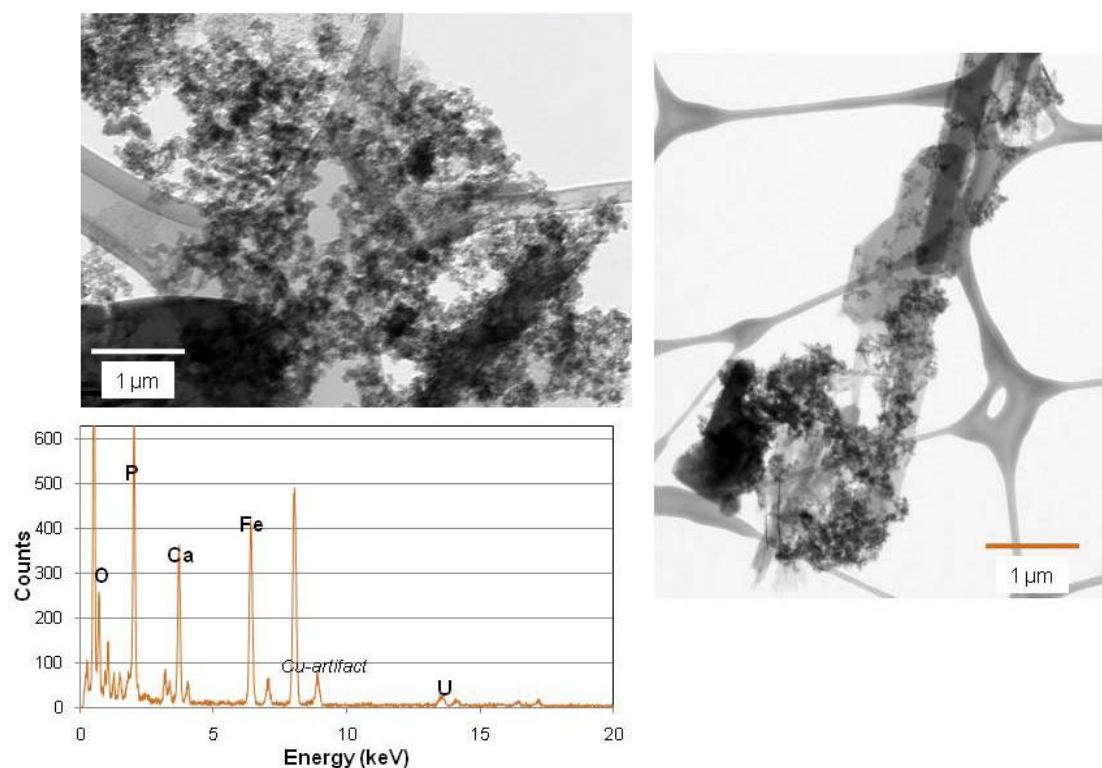 1 µm
1 µm
600
500
400
300
200
100
0
Counts
P
O
Ca
Fe
Cu-artifact
U
0 5 10 15 20
Energy (keV)